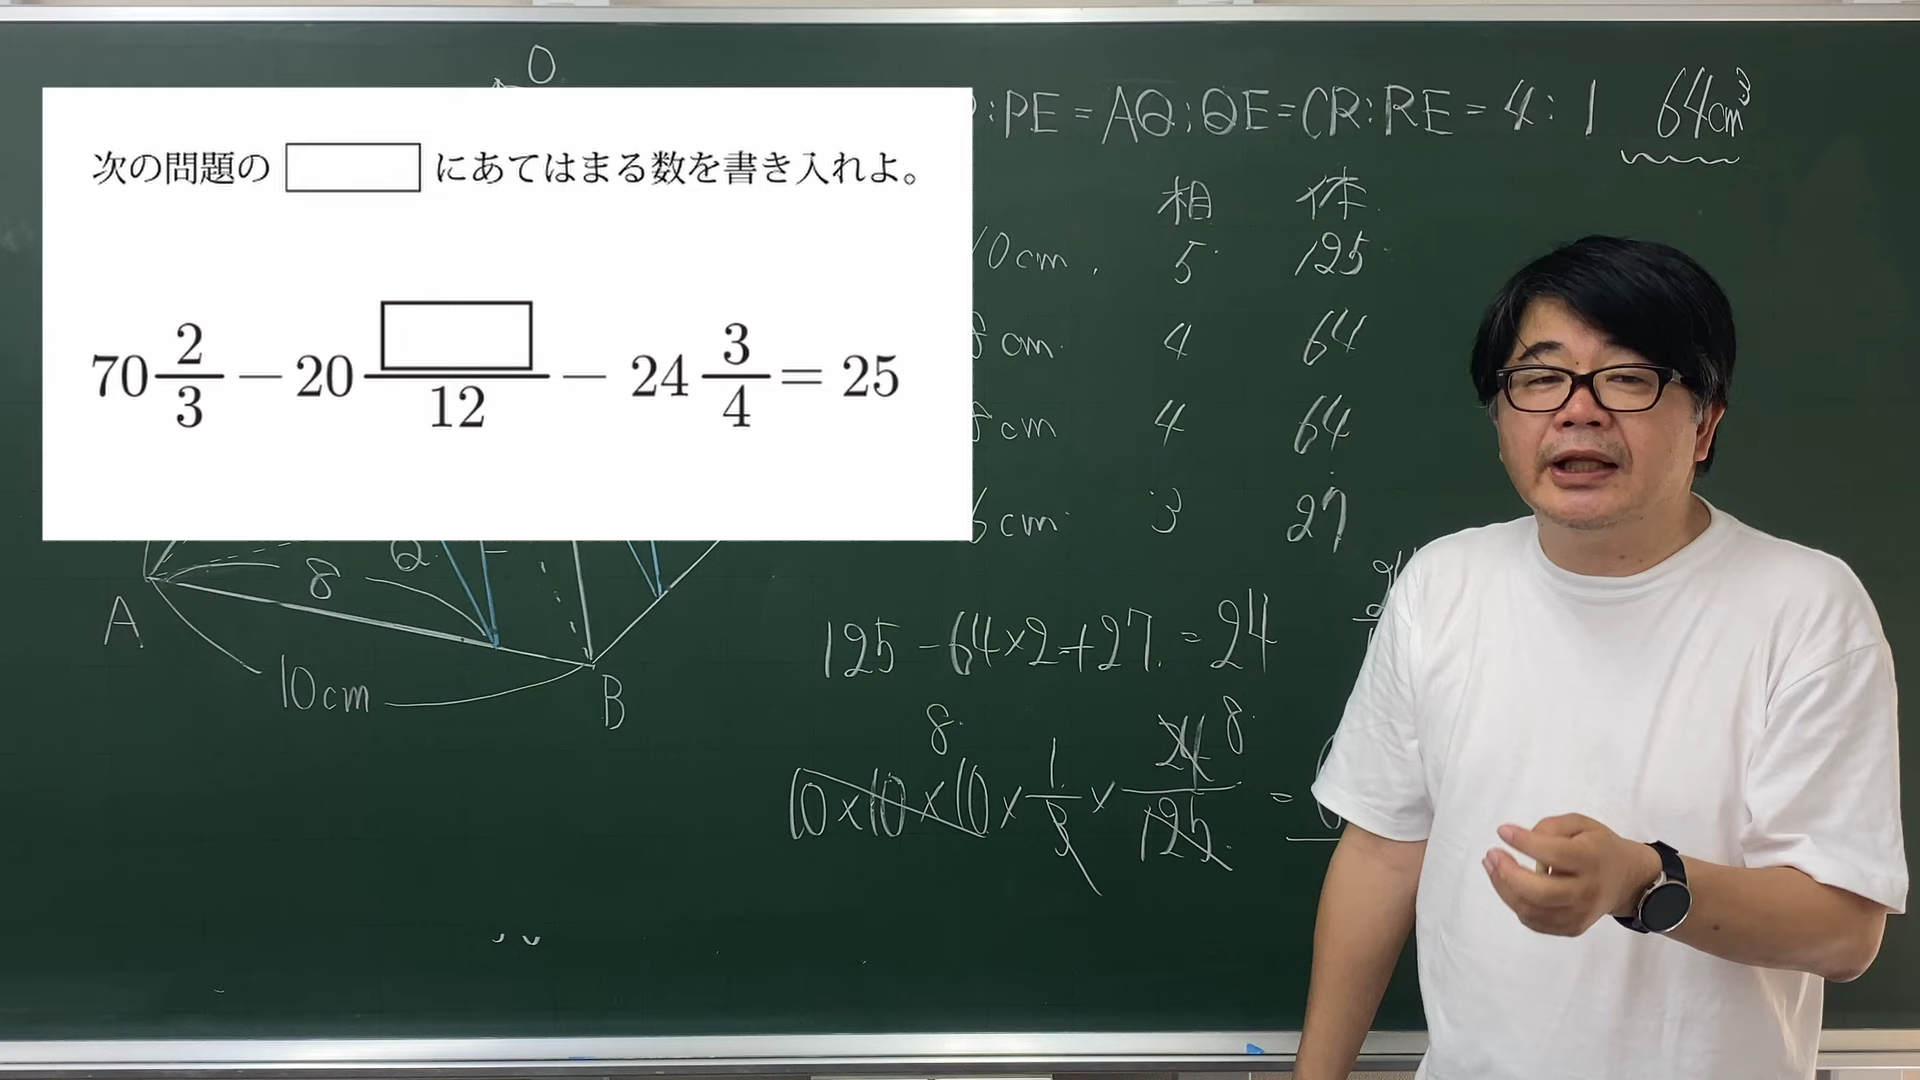 次の問題の □ にあてはまる数を書き入れよ。
70 2/3 − 20 □/12 − 24 3/4 = 25
O
:PE=AQ:QE=CR:RE=4:1 64cm³
相 体
10cm. 5 125
8cm. 4 64
8cm 4 64
6cm 3 27
Q
8
A
10cm
B
125−64×2+27=24
8 8
10×10×10×1/3×24/125=